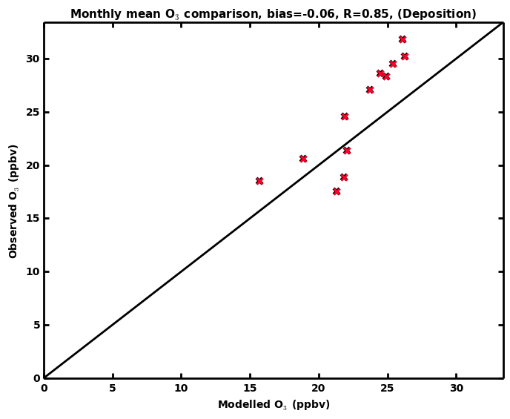 Monthly mean O₃ comparison, bias=-0.06, R=0.85, (Deposition)
Observed O₃ (ppbv)
30
25
20
15
10
5
0
0 5 10 15 20 25 30
Modelled O₃ (ppbv)